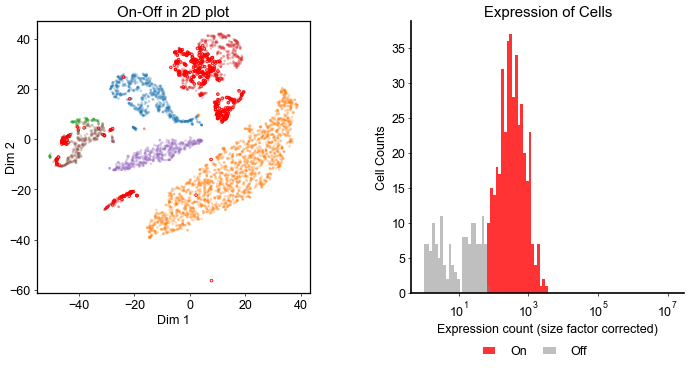 On-Off in 2D plot
40
20
0
−20
−40
−60
Dim 2
−40 −20 0 20 40
Dim 1
Expression of Cells
35
30
25
20
15
10
5
0
Cell Counts
10^1 10^3 10^5 10^7
Expression count (size factor corrected)
On Off